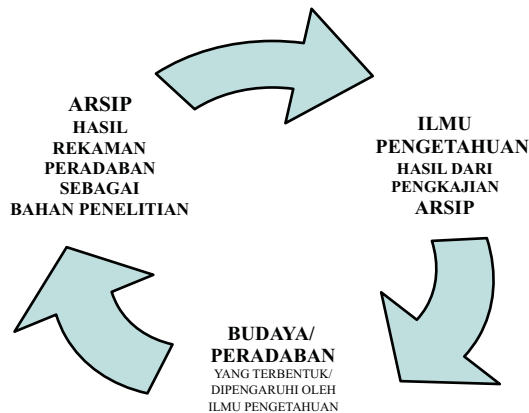 ARSIP
HASIL
REKAMAN
PERADABAN
SEBAGAI
BAHAN PENELITIAN
ILMU
PENGETAHUAN
HASIL DARI
PENGKAJIAN
ARSIP
BUDAYA/
PERADABAN
YANG TERBENTUK/
DIPENGARUHI OLEH
ILMU PENGETAHUAN